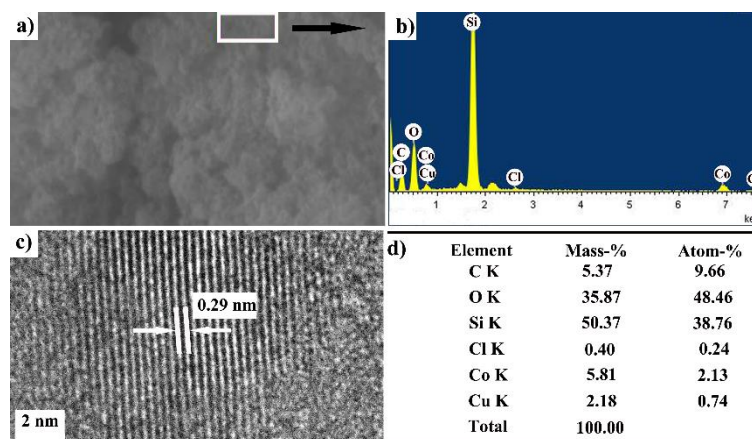 a)
b)
Si
O
C
Co
Cl
Cu
Cl
Co
1 2 3 4 5 6 7
c)
0.29 nm
2 nm
d)
Element Mass-% Atom-%
C K 5.37 9.66
O K 35.87 48.46
Si K 50.37 38.76
Cl K 0.40 0.24
Co K 5.81 2.13
Cu K 2.18 0.74
Total 100.00